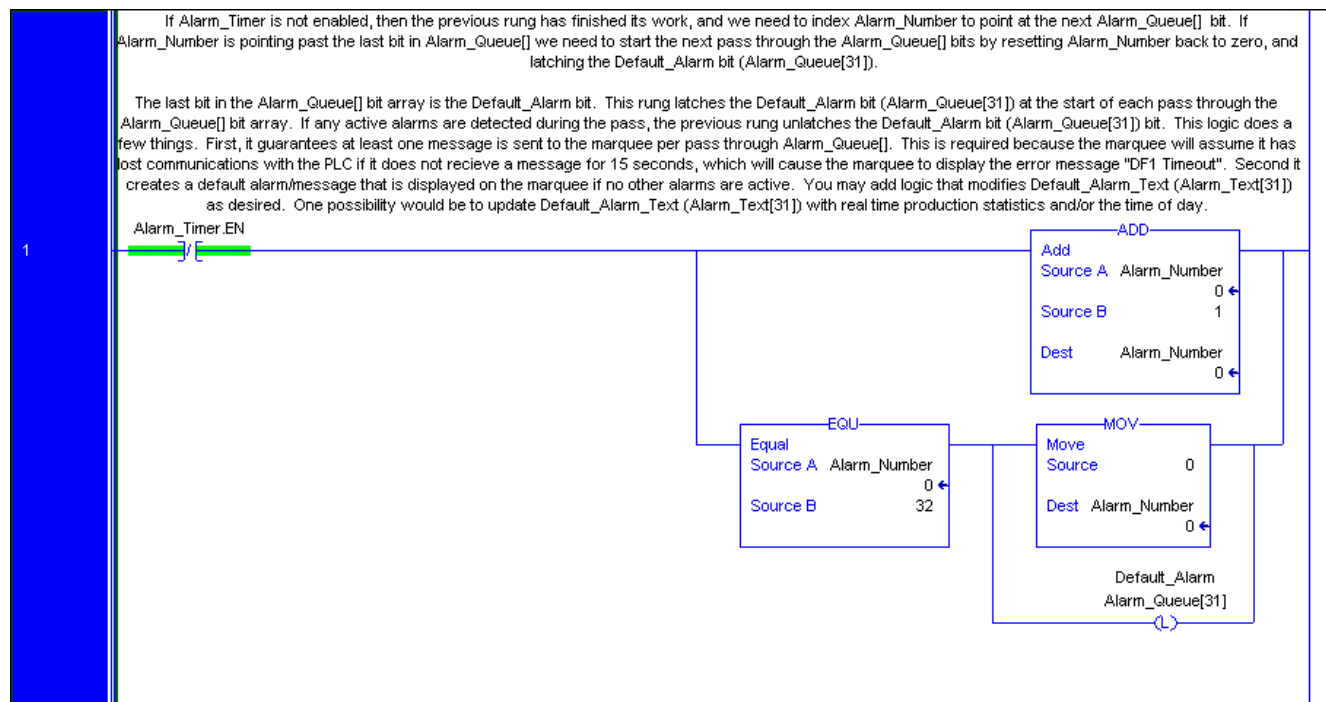 If Alarm_Timer is not enabled, then the previous rung has finished its work, and we need to index Alarm_Number to point at the next Alarm_Queue[] bit. If
Alarm_Number is pointing past the last bit in Alarm_Queue[] we need to start the next pass through the Alarm_Queue[] bits by resetting Alarm_Number back to zero, and
latching the Default_Alarm bit (Alarm_Queue[31]).
The last bit in the Alarm_Queue[] bit array is the Default_Alarm bit. This rung latches the Default_Alarm bit (Alarm_Queue[31]) at the start of each pass through the
Alarm_Queue[] bit array. If any active alarms are detected during the pass, the previous rung unlatches the Default_Alarm bit (Alarm_Queue[31]) bit. This logic does a
few things. First, it guarantees at least one message is sent to the marquee per pass through Alarm_Queue[]. This is required because the marquee will assume it has
lost communications with the PLC if it does not recieve a message for 15 seconds, which will cause the marquee to display the error message "DF1 Timeout". Second it
creates a default alarm/message that is displayed on the marquee if no other alarms are active. You may add logic that modifies Default_Alarm_Text (Alarm_Text[31])
as desired. One possibility would be to update Default_Alarm_Text (Alarm_Text[31]) with real time production statistics and/or the time of day.
Alarm_Timer.EN
1
ADD
Add
Source A Alarm_Number
0
Source B 1
Dest Alarm_Number
0
EQU
Equal
Source A Alarm_Number
0
Source B 32
MOV
Move
Source 0
Dest Alarm_Number
0
Default_Alarm
Alarm_Queue[31]
L